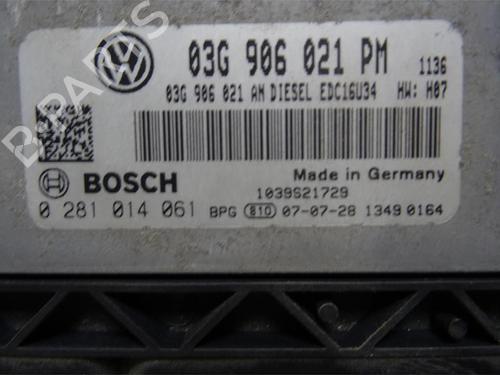 03G 906 021 PM 1136
03G 906 021 AN DIESEL EDC16U34 HW: H07
Made in Germany
BOSCH 1039S21729
0 281 014 061 BPG 810 07-07-28 1349 0164
B-PARTS